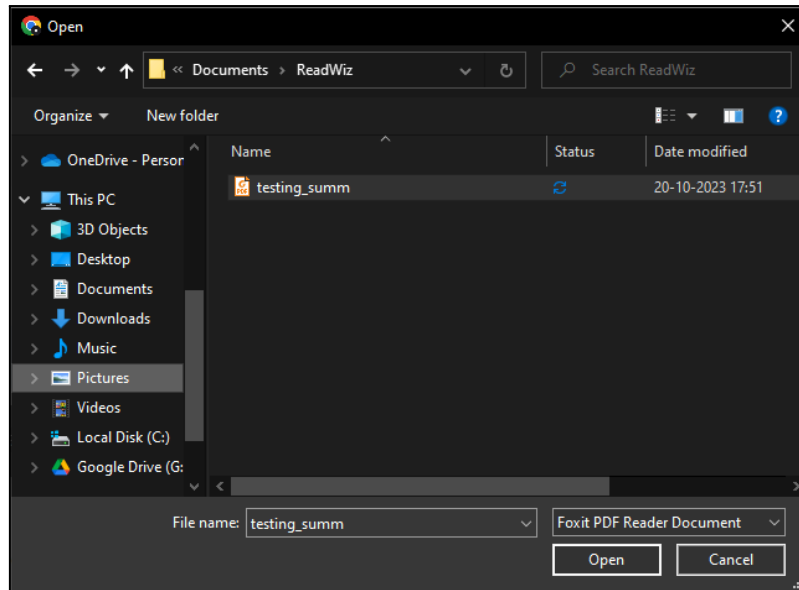 Open
« Documents > ReadWiz
Search ReadWiz
Organize New folder
Name Status Date modified
OneDrive - Person
testing_summ 20-10-2023 17:51
This PC
3D Objects
Desktop
Documents
Downloads
Music
Pictures
Videos
Local Disk (C:)
Google Drive (G:
File name: testing_summ Foxit PDF Reader Document
Open Cancel